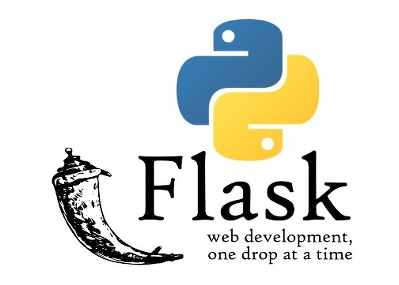 Flask
web development,
one drop at a time